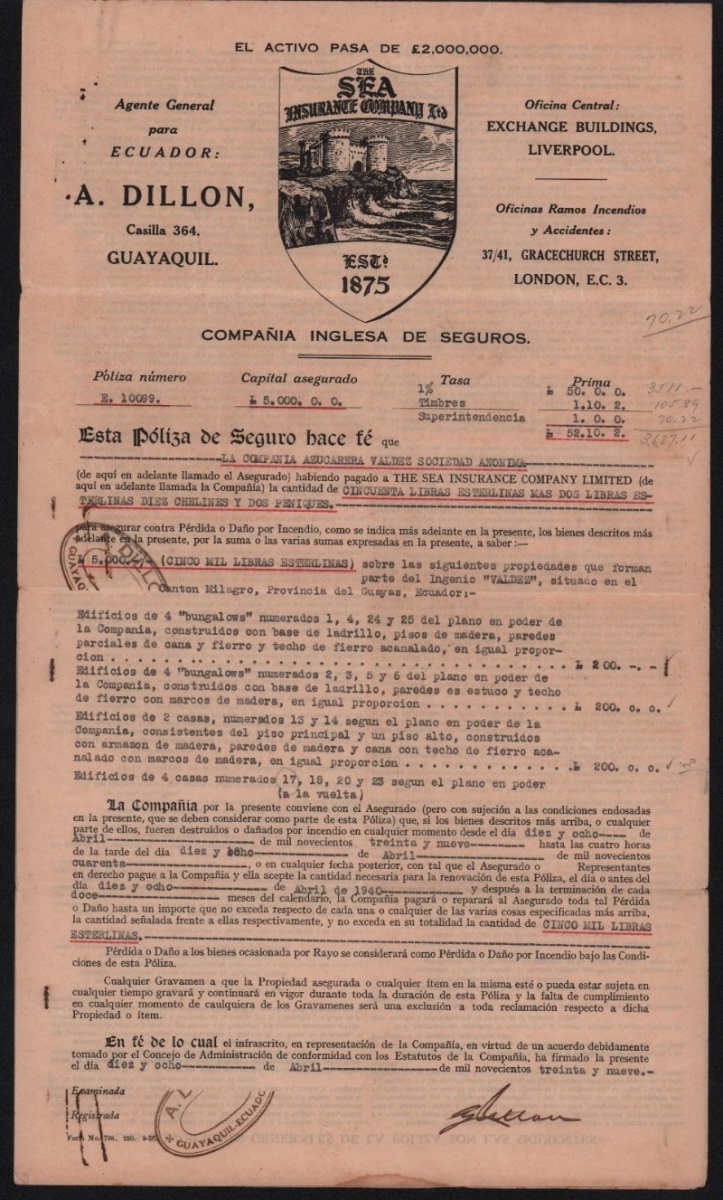 EL ACTIVO PASA DE £2,000,000.
Agente General
para
ECUADOR:
A. DILLON,
Casilla 364.
GUAYAQUIL.
THE
SEA
INSURANCE COMPANY Ltd
ESTD
1875
Oficina Central:
EXCHANGE BUILDINGS,
LIVERPOOL.
Oficinas Ramos Incendios
y Accidentes:
37/41, GRACECHURCH STREET,
LONDON, E.C. 3.
70.22
COMPAÑIA INGLESA DE SEGUROS.
Póliza número Capital asegurado Tasa Prima
E. 10099. £ 5.000. 0. 0. 1% £ 50. 0. 0. 3511.-
Timbres 1.10. 2. 105.89
Superintendencia 1. 0. 0. 70.22
£ 52.10. 2. 3687.11
Esta Póliza de Seguro hace fé que
LA COMPANIA AZUCARERA VALDEZ SOCIEDAD ANONIMA
(de aquí en adelante llamado el Asegurado) habiendo pagado a THE SEA INSURANCE COMPANY LIMITED (de
aquí en adelante llamada la Compañía) la cantidad de CINCUENTA LIBRAS ESTERLINAS MAS DOS LIBRAS ES-
TERLINAS DIEZ CHELINES Y DOS PENIQUES.
para asegurar contra Pérdida o Daño por Incendio, como se indica más adelante en la presente, los bienes descritos más
adelante en la presente, por la suma o las varias sumas expresadas en la presente, a saber:—
£ 5.000.- (CINCO MIL LIBRAS ESTERLINAS) sobre las siguientes propiedades que forman
parte del Ingenio "VALDEZ", situado en el
Canton Milagro, Provincia del Guayas, Ecuador:-
Edificios de 4 "bungalows" numerados 1, 4, 24 y 25 del plano en poder de
la Compania, construidos con base de ladrillo, pisos de madera, paredes
parciales de cana y fierro y techo de fierro acanalado, en igual propor-
cion . . . . . . . . . . . . . . . . . . . . . . . . . . . . . . £ 200. -. -
Edificios de 4 "bungalows" numerados 2, 3, 5 y 6 del plano en poder de
la Compania, construidos con base de ladrillo, paredes es estuco y techo
de fierro con marcos de madera, en igual proporcion . . . . . . . . . . . £ 200. o. o.
Edificios de 2 casas, numerados 13 y 14 segun el plano en poder de la
Compania, consistentes del piso principal y un piso alto, construidos
con armazon de madera, paredes de madera y cana con techo de fierro aca-
nalado con marcos de madera, en igual proporcion . . . . . . . . . . . . .£ 200. o. o.
Edificios de 4 casas numerados 17, 18, 20 y 23 segun el plano en poder
(a la vuelta)
La Compañía por la presente conviene con el Asegurado (pero con sujeción a las condiciones endosadas
en la presente, que se deben considerar como parte de esta Póliza) que, si los bienes descritos más arriba, o cualquier
parte de ellos, fueren destruídos o dañados por incendio en cualquier momento desde el día diez y ocho---- de
Abril---- de mil novecientos treinta y nueve---- hasta las cuatro horas
de la tarde del día diez y ocho---- de Abril---- de mil novecientos
cuarenta----, o en cualquier fecha posterior, con tal que el Asegurado o Representantes
en derecho pague a la Compañía y ella acepte la cantidad necesaria para la renovación de esta Póliza, el día o antes del
día diez y ocho---- de Abril de 1940---- y después a la terminación de cada
doce---- meses del calendario, la Compañía pagará o reparará al Asegurado toda tal Pérdida
o Daño hasta un importe que no exceda respecto de cada una o cualquier de las varias cosas especificadas más arriba,
la cantidad señalada frente a ellas respectivamente, y no exceda en su totalidad la cantidad de CINCO MIL LIBRAS
ESTERLINAS.
Pérdida o Daño a los bienes ocasionada por Rayo se considerará como Pérdida o Daño por Incendio bajo las Condi-
ciones de esta Póliza.
Cualquier Gravamen a que la Propiedad asegurada o cualquier ítem en la misma esté o pueda estar sujeta en
cualquier tiempo gravará y continuará en vigor durante toda la duración de esta Póliza y la falta de cumplimiento
en cualquier momento de caulquiera de los Gravamenes será una exclusión a toda reclamación respecto a dicha
Propiedad o ítem.
En fé de lo cual el infrascrito, en representación de la Compañía, en virtud de un acuerdo debidamente
tomado por el Concejo de Administración de conformidad con los Estatutos de la Compañía, ha firmado la presente
el día diez y ocho---- de Abril---- de mil novecientos treinta y nueve.-
Examinada
Registrada
GUAYAQUIL-ECUADO
Form No. 708.